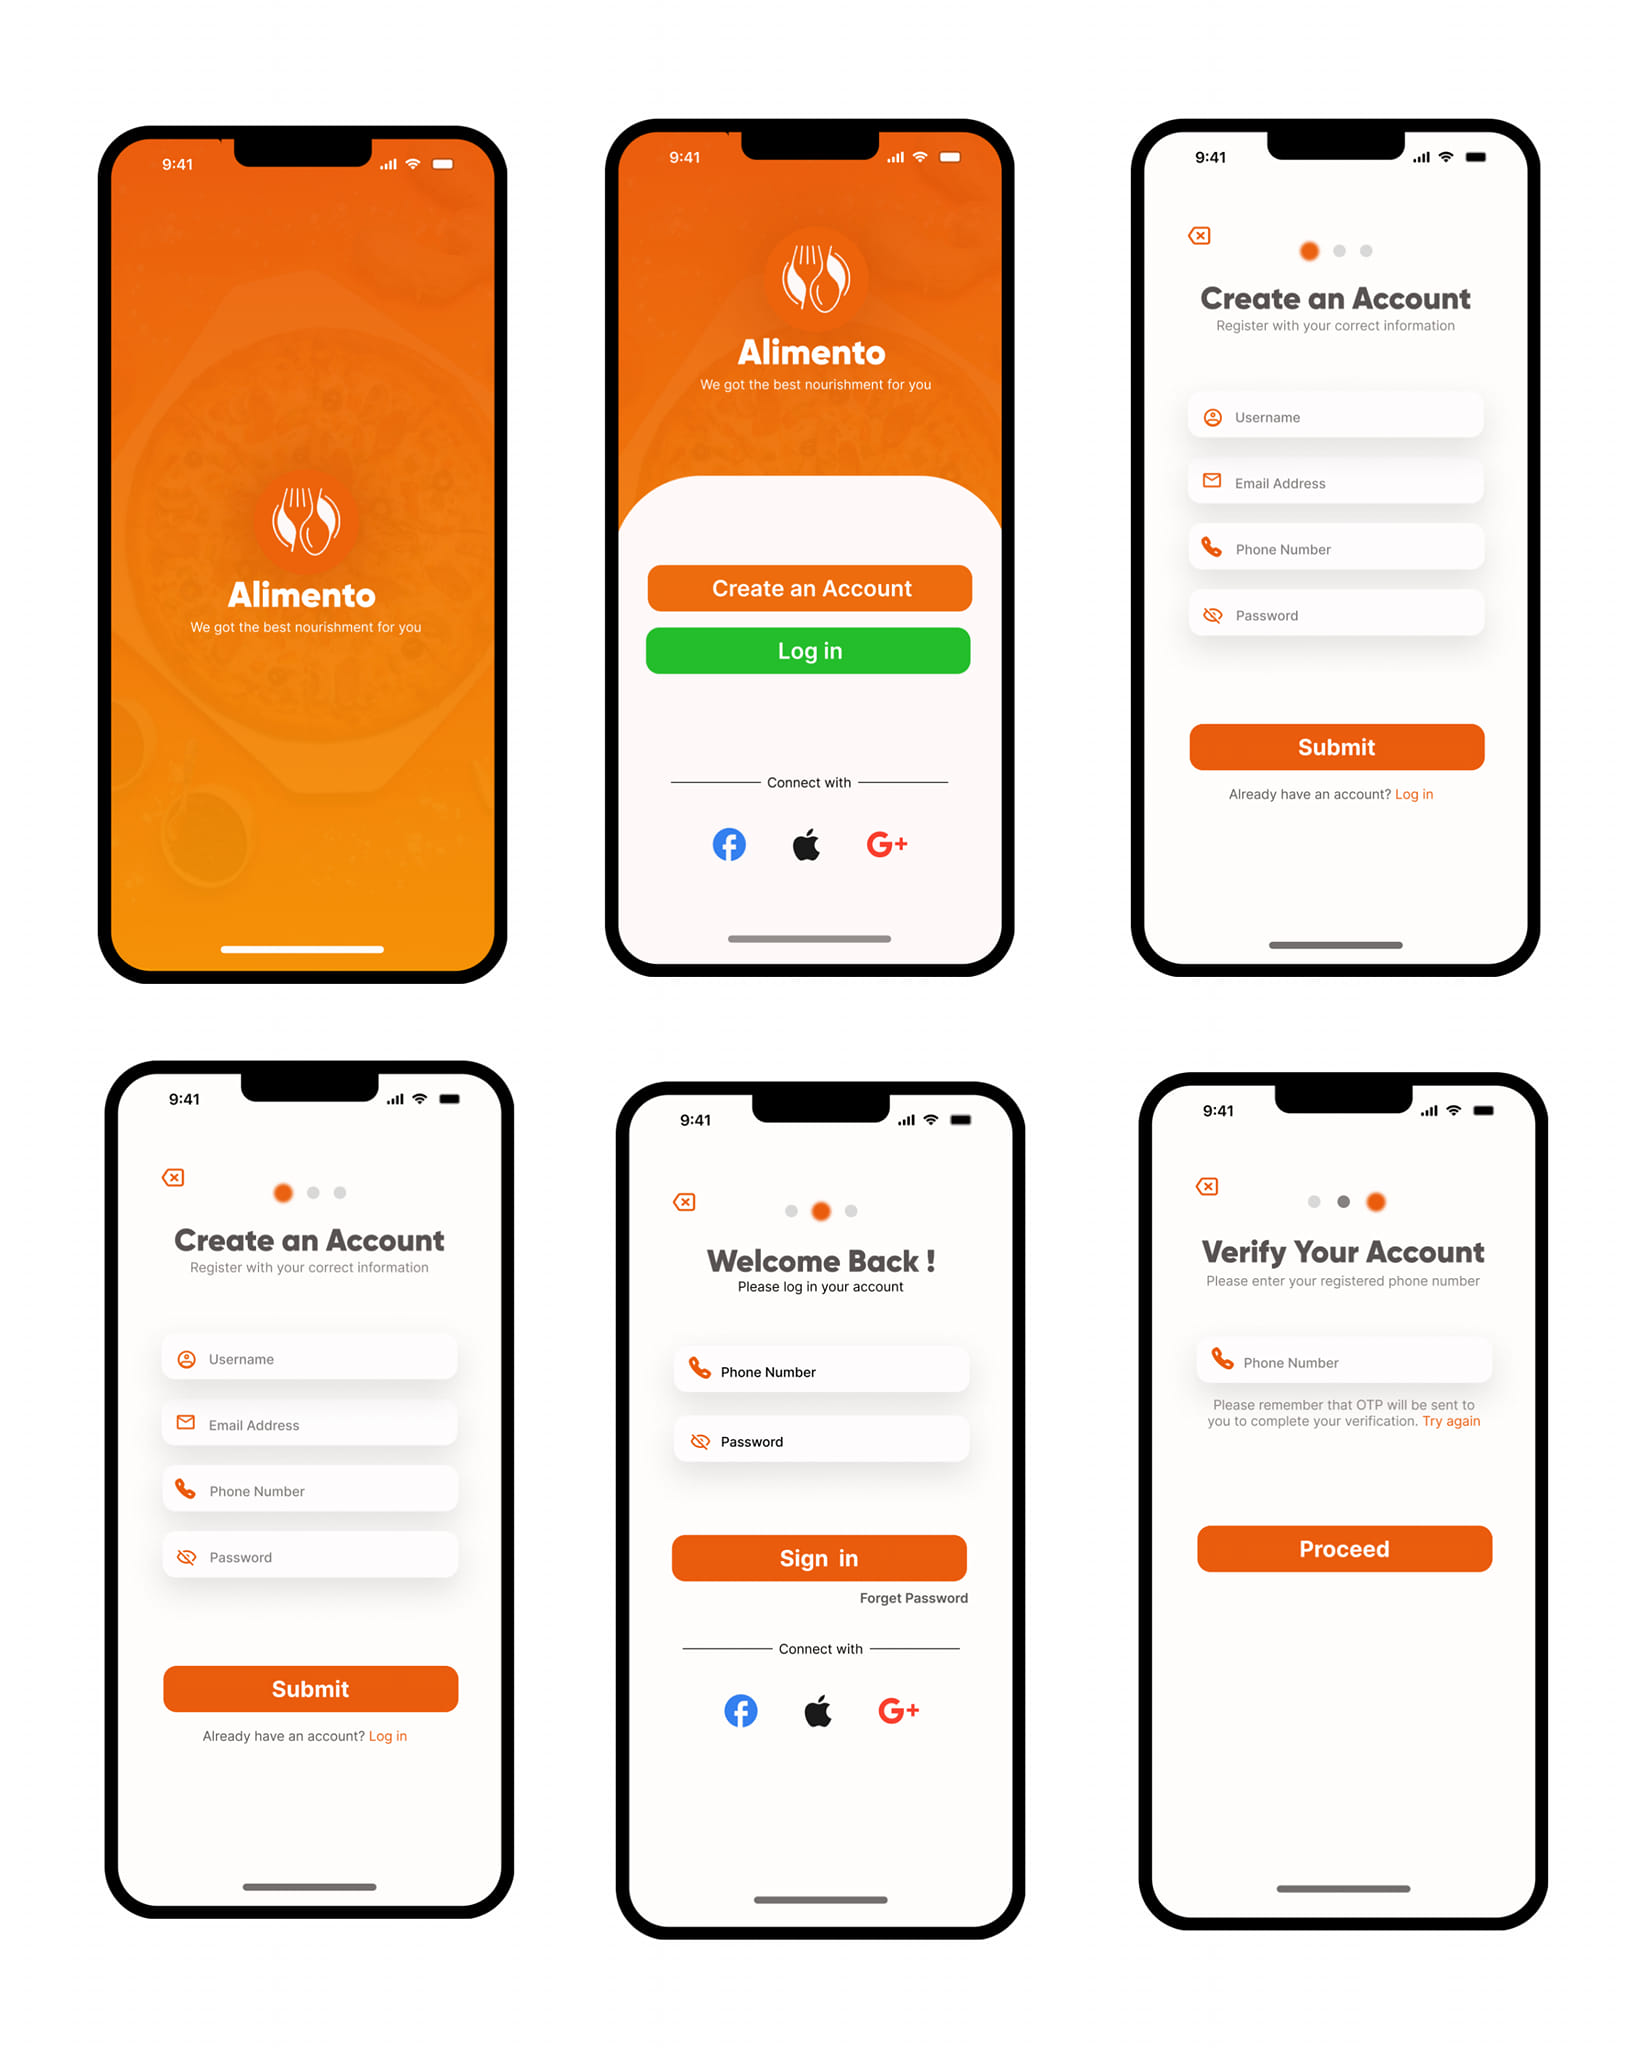 9:41
Alimento
We got the best nourishment for you
9:41
Alimento
We got the best nourishment for you
Create an Account
Log in
Connect with
G+
9:41
Create an Account
Register with your correct information
Username
Email Address
Phone Number
Password
Submit
Already have an account? Log in
9:41
Create an Account
Register with your correct information
Username
Email Address
Phone Number
Password
Submit
Already have an account? Log in
9:41
Welcome Back !
Please log in your account
Phone Number
Password
Sign in
Forget Password
Connect with
G+
9:41
Verify Your Account
Please enter your registered phone number
Phone Number
Please remember that OTP will be sent to
you to complete your verification. Try again
Proceed